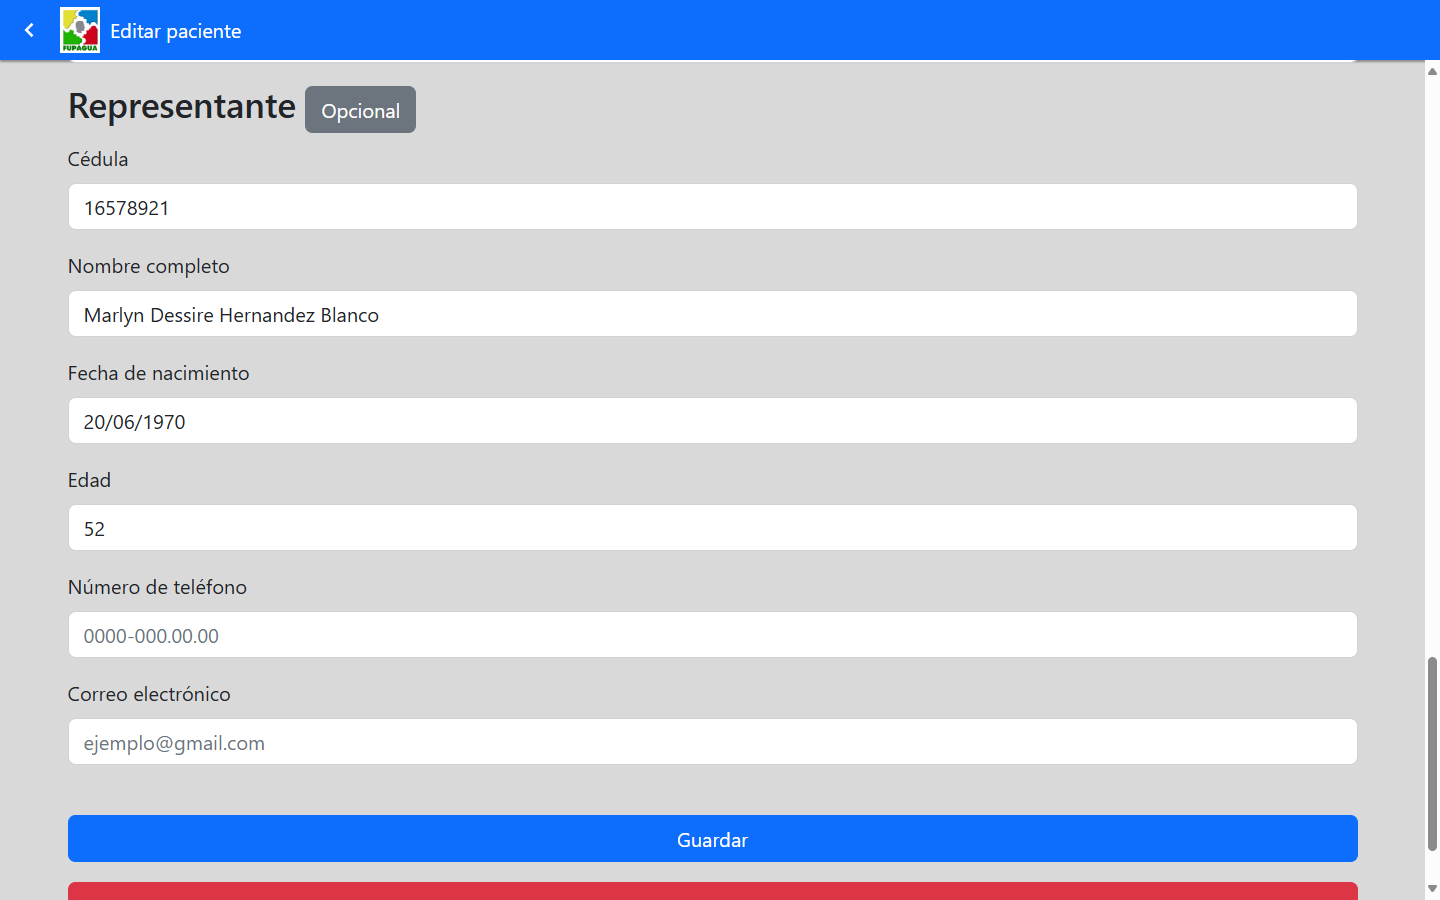 FUPAGUA
Editar paciente
Representante Opcional
Cédula
16578921
Nombre completo
Marlyn Dessire Hernandez Blanco
Fecha de nacimiento
20/06/1970
Edad
52
Número de teléfono
0000-000.00.00
Correo electrónico
ejemplo@gmail.com
Guardar